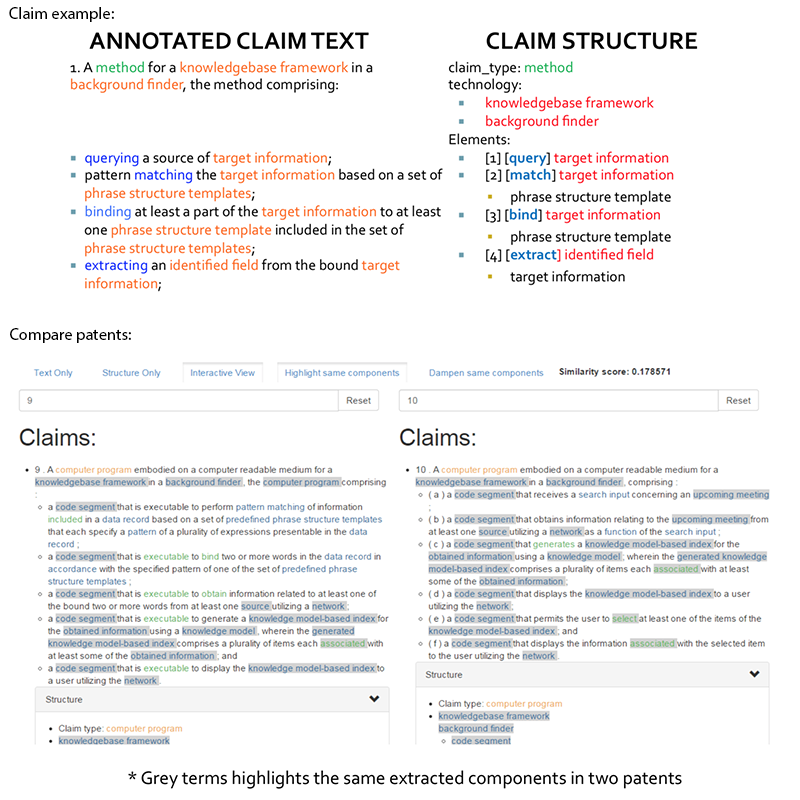 Claim example:
ANNOTATED CLAIM TEXT
1. A method for a knowledgebase framework in a
background finder, the method comprising:
querying a source of target information;
pattern matching the target information based on a set of
phrase structure templates;
binding at least a part of the target information to at least
one phrase structure template included in the set of
phrase structure templates;
extracting an identified field from the bound target
information;
CLAIM STRUCTURE
claim_type: method
technology:
knowledgebase framework
background finder
Elements:
[1] [query] target information
[2] [match] target information
phrase structure template
[3] [bind] target information
phrase structure template
[4] [extract] identified field
target information
Compare patents:
Text Only Structure Only Interactive View Highlight same components Dampen same components Similarity score: 0.178571
9 Reset
Claims:
9 . A computer program embodied on a computer readable medium for a
knowledgebase framework in a background finder, the computer program comprising
:
a code segment that is executable to perform pattern matching of information
included in a data record based on a set of predefined phrase structure templates
that each specify a pattern of a plurality of expressions presentable in the data
record ;
a code segment that is executable to bind two or more words in the data record in
accordance with the specified pattern of one of the set of predefined phrase
structure templates ;
a code segment that is executable to obtain information related to at least one of
the bound two or more words from at least one source utilizing a network ;
a code segment that is executable to generate a knowledge model-based index for
the obtained information using a knowledge model , wherein the generated
knowledge model-based index comprises a plurality of items each associated with
at least some of the obtained information ; and
a code segment that is executable to display the knowledge model-based index to
a user utilizing the network .
Structure
Claim type: computer program
knowledgebase framework
10 Reset
Claims:
10 . A computer program embodied on a computer readable medium for a
knowledgebase framework in a background finder, comprising :
( a ) a code segment that receives a search input concerning an upcoming meeting
;
( b ) a code segment that obtains information relating to the upcoming meeting from
at least one source utilizing a network as a function of the search input ;
( c ) a code segment that generates a knowledge model-based index for the
obtained information using a knowledge model ; wherein the generated knowledge
model-based index comprises a plurality of items each associated with at least
some of the obtained information ;
( d ) a code segment that displays the knowledge model-based index to a user
utilizing the network ;
( e ) a code segment that permits the user to select at least one of the items of the
knowledge model-based index ; and
( f ) a code segment that displays the information associated with the selected item
to the user utilizing the network .
Structure
Claim type: computer program
knowledgebase framework
background finder
code segment
* Grey terms highlights the same extracted components in two patents